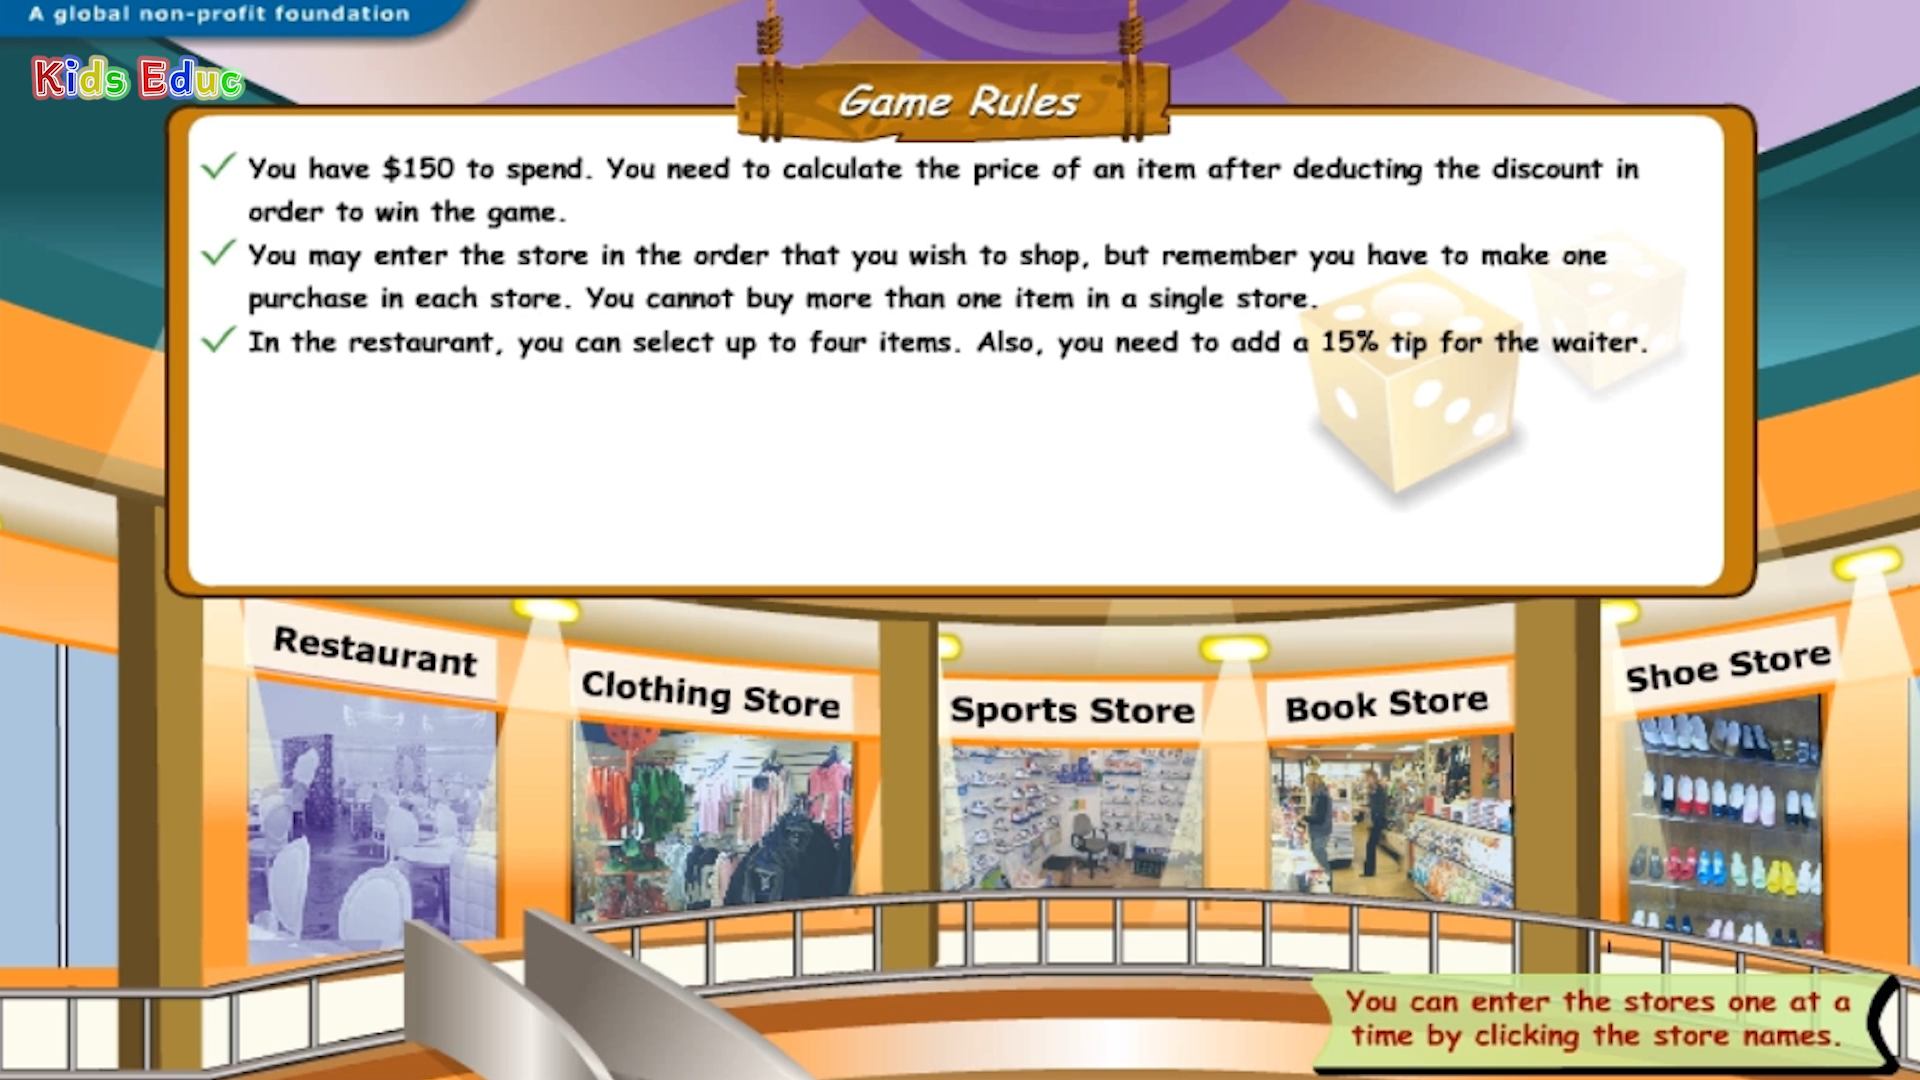 A global non-profit foundation
Kids Educ
Game Rules
You have $150 to spend. You need to calculate the price of an item after deducting the discount in
order to win the game.
You may enter the store in the order that you wish to shop, but remember you have to make one
purchase in each store. You cannot buy more than one item in a single store.
In the restaurant, you can select up to four items. Also, you need to add a 15% tip for the waiter.
Restaurant
Clothing Store
Sports Store
Book Store
Shoe Store
You can enter the stores one at a
time by clicking the store names.